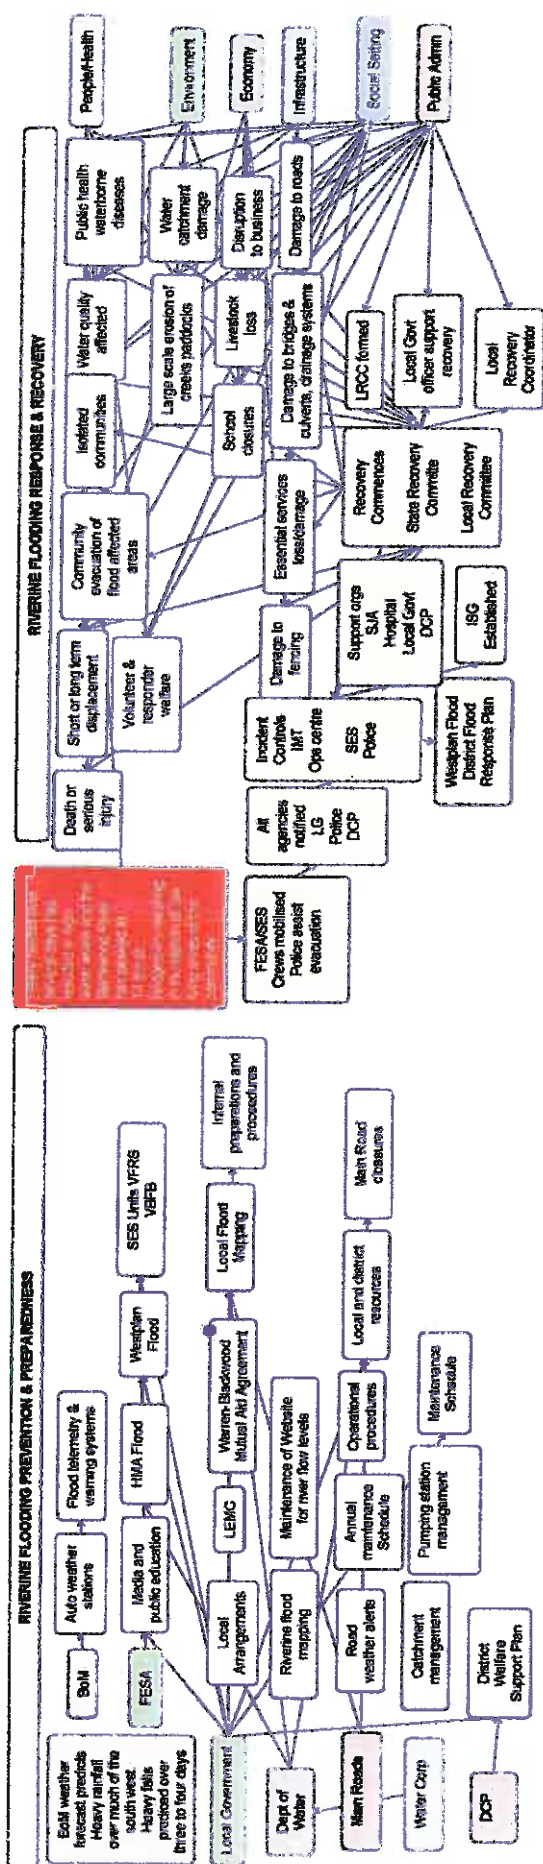 RIVERINE FLOODING PREVENTION & PREPAREDNESS
BoM weather
forecast predicts
Heavy rainfall
over much of the
south west.
Heavy falls
prediced over
three to four days
BoM
Auto weather
stations
Flood telemetry &
warning systems
FESA
Media and
public education
HMA Flood
Westplan
Flood
SES Units VFRS
VBFB
Local Government
Local
Arrangements
LEMC
Warren-Blackwood
Mutual Aid Agreement
Local Flood
Mapping
Internal
preparations and
procedures
Dept of
Water
Riverine flood
mapping
Maintenance of Website
for river flow levels
Main Roads
Road
weather alerts
Annual
maintenance
Schedule
Operational
procedures
Local and district
resources
Main Road
closures
Water Corp
Catchment
management
Pumping station
management
Maintenance
Schedule
DCP
District
Welfare
Support Plan
RIVERINE FLOODING RESPONSE & RECOVERY
Death or
serious
injury
Short or long term
displacement
Community
evacuation of
flood affected
areas
Isolated
communities
Water quality
affected
Public health
waterborne
diseases
People/Health
Volunteer &
responder
welfare
Large scale erosion of
creeks paddocks
Water
catchment
damage
Environment
School
closures
Livestock
loss
Disruption
to business
Economy
Damage to
fencing
Essential services
loss/damage
Damage to bridges &
culverts, drainage systems
Damage to roads
Infrastructure
Social Setting
Public Admin
FESA/SES
Crews mobilised
Police assist
evacuation
All
agencies
notified
LG
Police
DCP
Incident
Controls
IMT
Ops centre
SES
Police
Support orgs
SJA
Hospital
Local Govt
DCP
Recovery
Commences
State Recovery
Committe
Local Recovery
Committee
LRCC formed
Local Govt
officer support
recovery
Local
Recovery
Coordinator
Westplan Flood
District Flood
Response Plan
ISG
Established